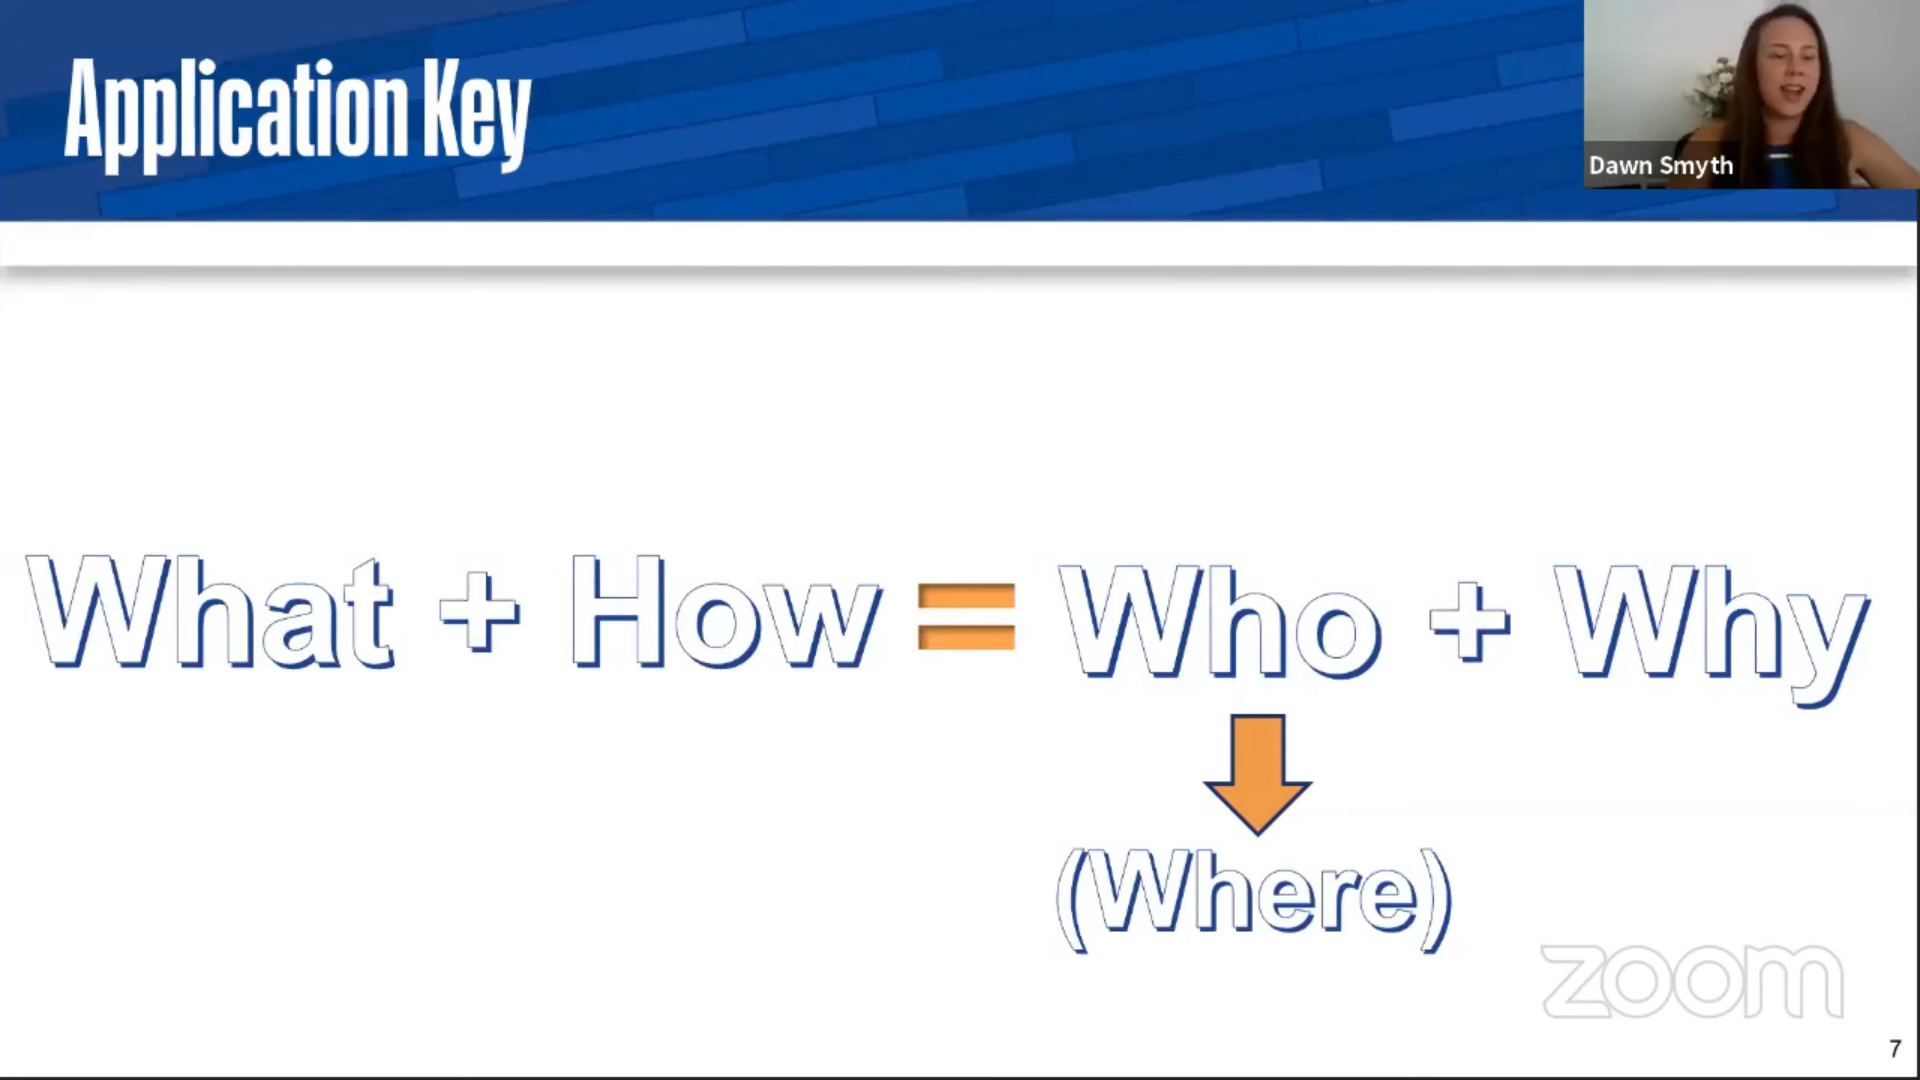 Application Key
Dawn Smyth
What + How = Who + Why
(Where)
zoom
7